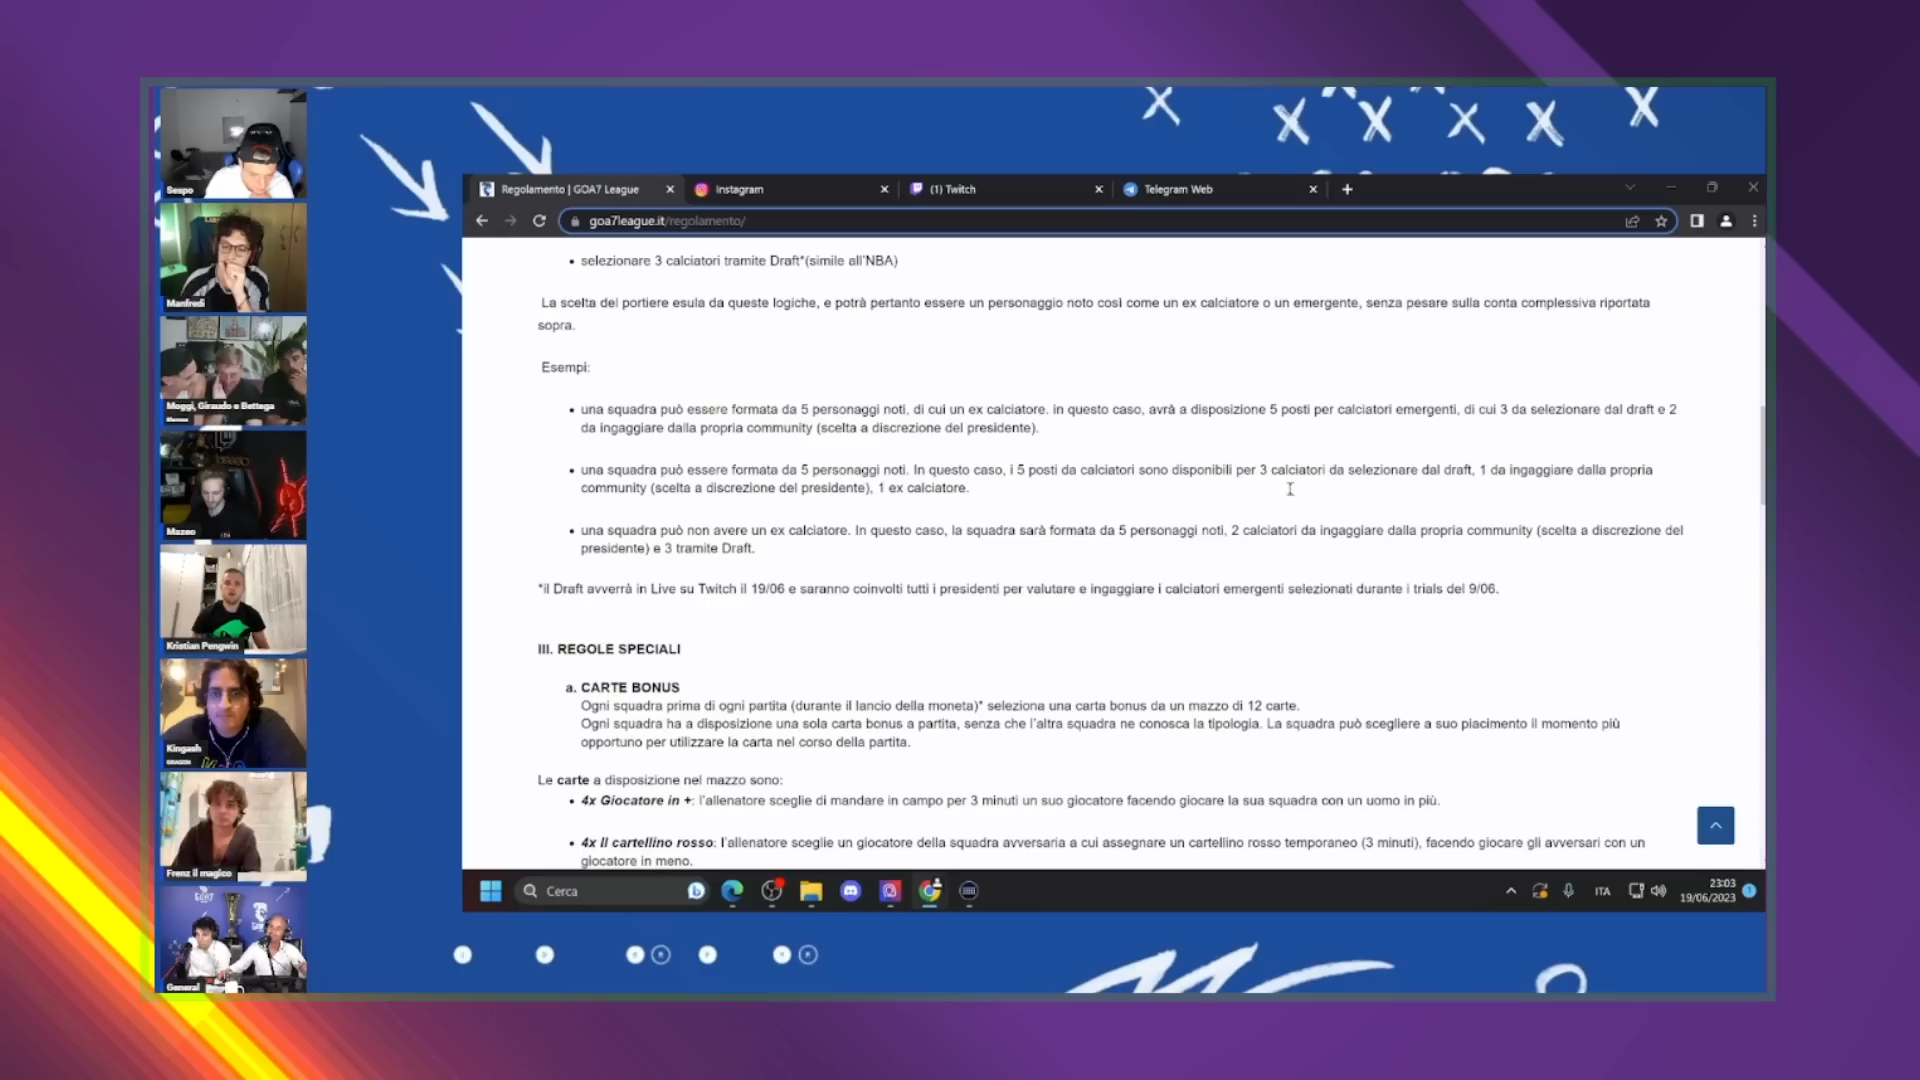 Sespo
Manfredi
Moggi, Giraudo e Bettega
Mazeo
Kristian Pengwin
Kingash
Frenz il magico
General
Regolamento | GOA7 League
Instagram
(1) Twitch
Telegram Web
goa7league.it/regolamento/
• selezionare 3 calciatori tramite Draft*(simile all'NBA)
La scelta del portiere esula da queste logiche, e potrà pertanto essere un personaggio noto così come un ex calciatore o un emergente, senza pesare sulla conta complessiva riportata
sopra.
Esempi:
• una squadra può essere formata da 5 personaggi noti, di cui un ex calciatore. in questo caso, avrà a disposizione 5 posti per calciatori emergenti, di cui 3 da selezionare dal draft e 2
da ingaggiare dalla propria community (scelta a discrezione del presidente).
• una squadra può essere formata da 5 personaggi noti. In questo caso, i 5 posti da calciatori sono disponibili per 3 calciatori da selezionare dal draft, 1 da ingaggiare dalla propria
community (scelta a discrezione del presidente), 1 ex calciatore.
• una squadra può non avere un ex calciatore. In questo caso, la squadra sarà formata da 5 personaggi noti, 2 calciatori da ingaggiare dalla propria community (scelta a discrezione del
presidente) e 3 tramite Draft.
*il Draft avverrà in Live su Twitch il 19/06 e saranno coinvolti tutti i presidenti per valutare e ingaggiare i calciatori emergenti selezionati durante i trials del 9/06.
III. REGOLE SPECIALI
a. CARTE BONUS
Ogni squadra prima di ogni partita (durante il lancio della moneta)* seleziona una carta bonus da un mazzo di 12 carte.
Ogni squadra ha a disposizione una sola carta bonus a partita, senza che l'altra squadra ne conosca la tipologia. La squadra può scegliere a suo piacimento il momento più
opportuno per utilizzare la carta nel corso della partita.
Le carte a disposizione nel mazzo sono:
• 4x Giocatore in +: l'allenatore sceglie di mandare in campo per 3 minuti un suo giocatore facendo giocare la sua squadra con un uomo in più.
• 4x Il cartellino rosso: l'allenatore sceglie un giocatore della squadra avversaria a cui assegnare un cartellino rosso temporaneo (3 minuti), facendo giocare gli avversari con un
giocatore in meno.
Cerca
ITA
23:03
19/06/2023